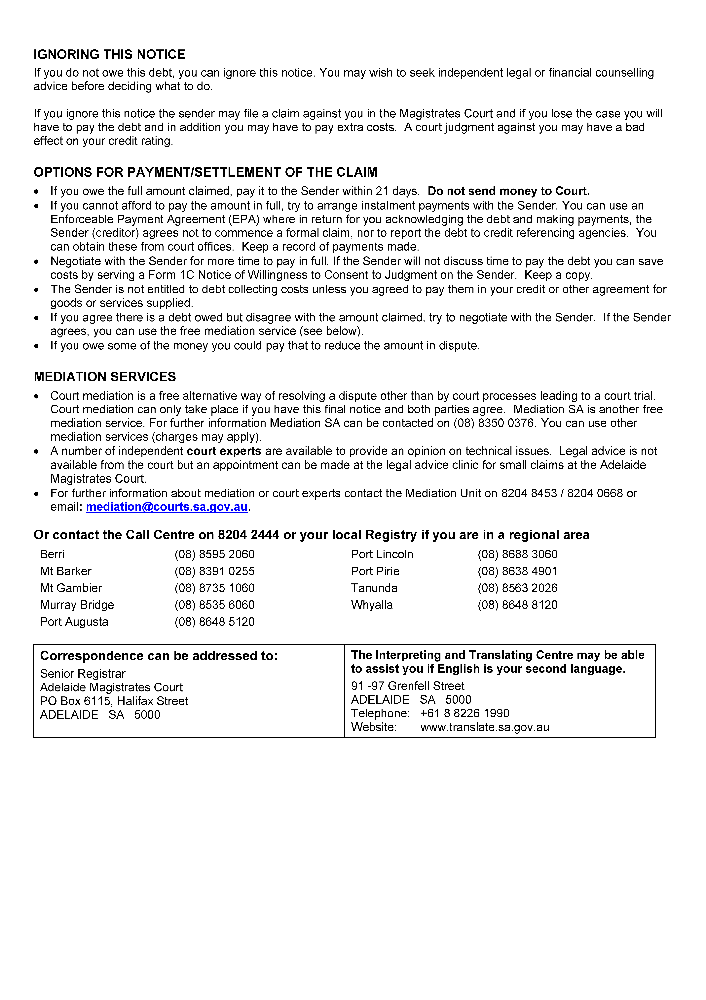 IGNORING THIS NOTICE
If you do not owe this debt, you can ignore this notice. You may wish to seek independent legal or financial counselling
advice before deciding what to do.
If you ignore this notice the sender may file a claim against you in the Magistrates Court and if you lose the case you will
have to pay the debt and in addition you may have to pay extra costs. A court judgment against you may have a bad
effect on your credit rating.
OPTIONS FOR PAYMENT/SETTLEMENT OF THE CLAIM
• If you owe the full amount claimed, pay it to the Sender within 21 days. Do not send money to Court.
• If you cannot afford to pay the amount in full, try to arrange instalment payments with the Sender. You can use an
Enforceable Payment Agreement (EPA) where in return for you acknowledging the debt and making payments, the
Sender (creditor) agrees not to commence a formal claim, nor to report the debt to credit referencing agencies. You
can obtain these from court offices. Keep a record of payments made.
• Negotiate with the Sender for more time to pay in full. If the Sender will not discuss time to pay the debt you can save
costs by serving a Form 1C Notice of Willingness to Consent to Judgment on the Sender. Keep a copy.
• The Sender is not entitled to debt collecting costs unless you agreed to pay them in your credit or other agreement for
goods or services supplied.
• If you agree there is a debt owed but disagree with the amount claimed, try to negotiate with the Sender. If the Sender
agrees, you can use the free mediation service (see below).
• If you owe some of the money you could pay that to reduce the amount in dispute.
MEDIATION SERVICES
• Court mediation is a free alternative way of resolving a dispute other than by court processes leading to a court trial.
Court mediation can only take place if you have this final notice and both parties agree. Mediation SA is another free
mediation service. For further information Mediation SA can be contacted on (08) 8350 0376. You can use other
mediation services (charges may apply).
• A number of independent court experts are available to provide an opinion on technical issues. Legal advice is not
available from the court but an appointment can be made at the legal advice clinic for small claims at the Adelaide
Magistrates Court.
• For further information about mediation or court experts contact the Mediation Unit on 8204 8453 / 8204 0668 or
email: mediation@courts.sa.gov.au.
Or contact the Call Centre on 8204 2444 or your local Registry if you are in a regional area
Berri (08) 8595 2060 Port Lincoln (08) 8688 3060
Mt Barker (08) 8391 0255 Port Pirie (08) 8638 4901
Mt Gambier (08) 8735 1060 Tanunda (08) 8563 2026
Murray Bridge (08) 8535 6060 Whyalla (08) 8648 8120
Port Augusta (08) 8648 5120
Correspondence can be addressed to:
Senior Registrar
Adelaide Magistrates Court
PO Box 6115, Halifax Street
ADELAIDE SA 5000
The Interpreting and Translating Centre may be able
to assist you if English is your second language.
91 -97 Grenfell Street
ADELAIDE SA 5000
Telephone: +61 8 8226 1990
Website: www.translate.sa.gov.au